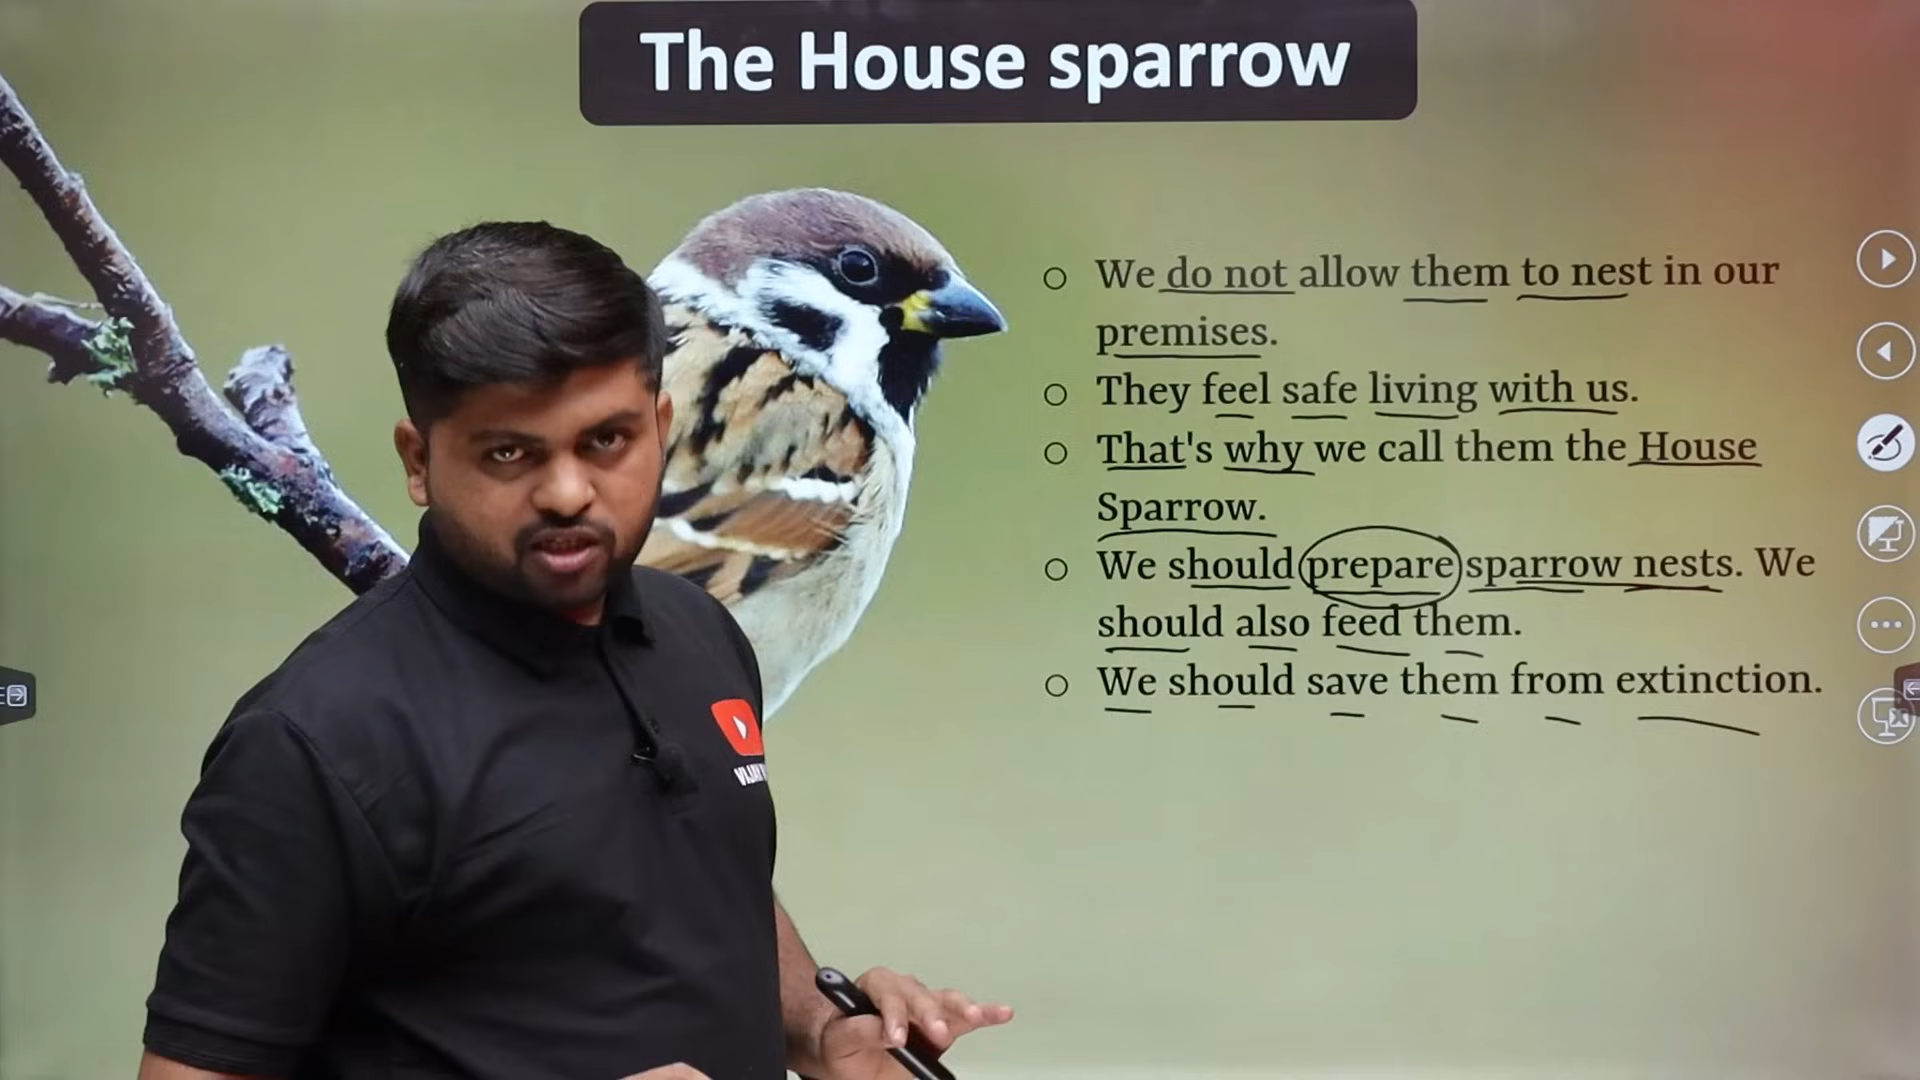 The House sparrow
We do not allow them to nest in our
premises.
They feel safe living with us.
That's why we call them the House
Sparrow.
We should prepare sparrow nests. We
should also feed them.
We should save them from extinction.